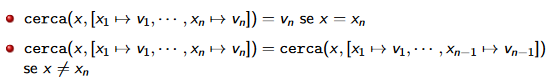 • cerca(x, [x₁ ↦ v₁, ⋯ , xₙ ↦ vₙ]) = vₙ se x = xₙ
• cerca(x, [x₁ ↦ v₁, ⋯ , xₙ ↦ vₙ]) = cerca(x, [x₁ ↦ v₁, ⋯ , xₙ₋₁ ↦ vₙ₋₁])
se x ≠ xₙ